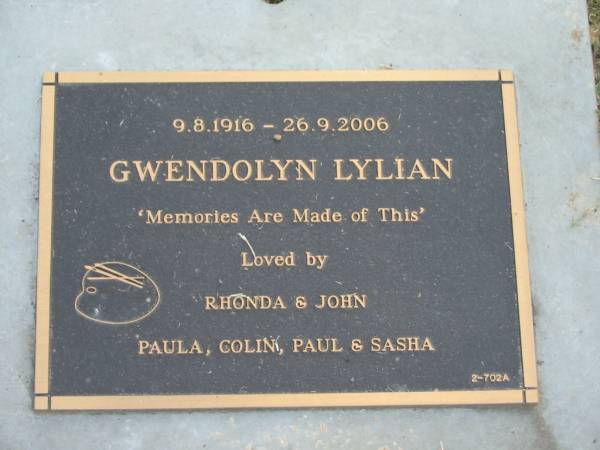 9.8.1916 – 26.9.2006
GWENDOLYN LYLIAN
'Memories Are Made of This'
Loved by
RHONDA & JOHN
PAULA, COLIN, PAUL & SASHA
2-702A